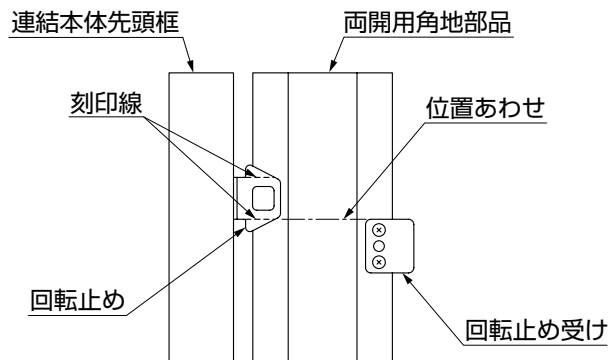 連結本体先頭框
両開用角地部品
刻印線
位置あわせ
回転止め
回転止め受け